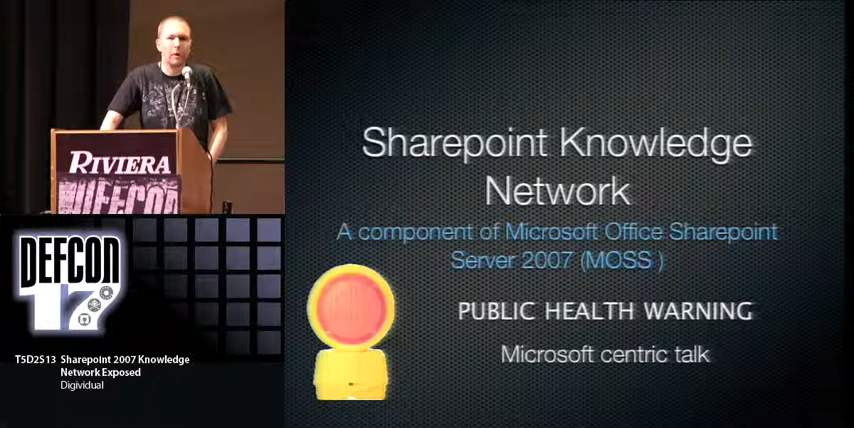 RIVIERA
DEFCON
DEFCON
17
T5D2S13 Sharepoint 2007 Knowledge
Network Exposed
Digividual
Sharepoint Knowledge
Network
A component of Microsoft Office Sharepoint
Server 2007 (MOSS )
PUBLIC HEALTH WARNING
Microsoft centric talk